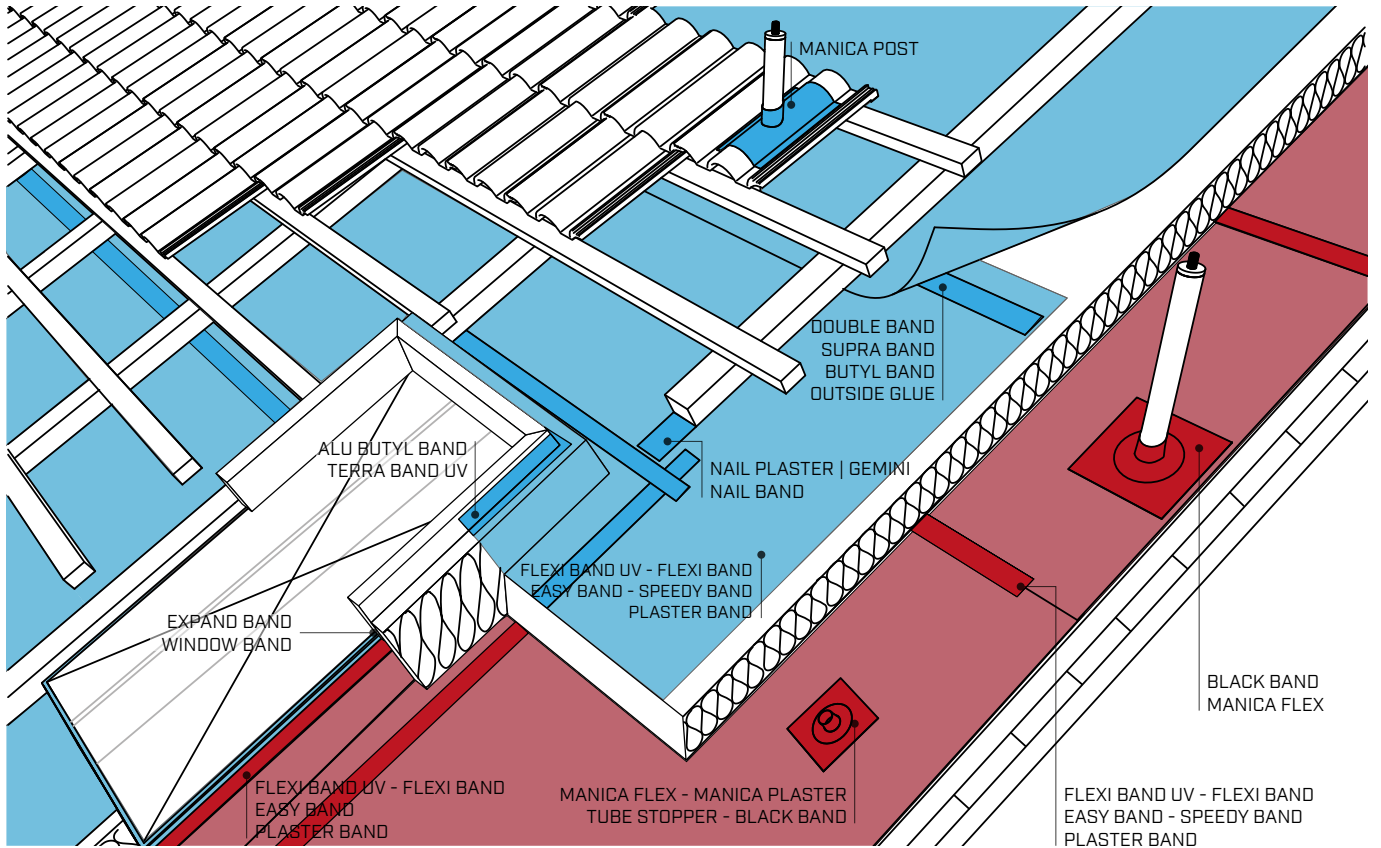 MANICA POST
DOUBLE BAND
SUPRA BAND
BUTYL BAND
OUTSIDE GLUE
ALU BUTYL BAND
TERRA BAND UV
NAIL PLASTER | GEMINI
NAIL BAND
FLEXI BAND UV - FLEXI BAND
EASY BAND - SPEEDY BAND
PLASTER BAND
EXPAND BAND
WINDOW BAND
BLACK BAND
MANICA FLEX
FLEXI BAND UV - FLEXI BAND
EASY BAND
PLASTER BAND
MANICA FLEX - MANICA PLASTER
TUBE STOPPER - BLACK BAND
FLEXI BAND UV - FLEXI BAND
EASY BAND - SPEEDY BAND
PLASTER BAND